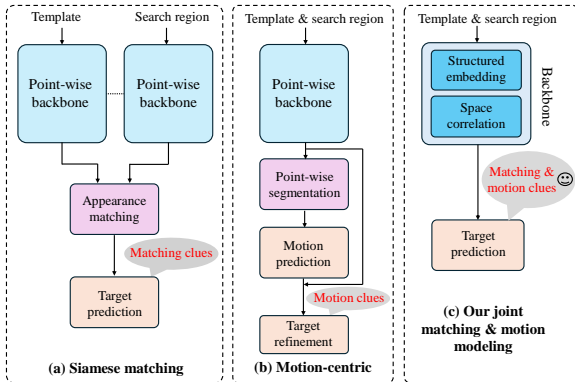 Template
Search region
Point-wise
backbone
Point-wise
backbone
Appearance
matching
Matching clues
Target
prediction
(a) Siamese matching
Template & search region
Point-wise
backbone
Point-wise
segmentation
Motion
prediction
Motion clues
Target
refinement
(b) Motion-centric
Template & search region
Structured
embedding
Space
correlation
Backbone
Matching &
motion clues
Target
prediction
(c) Our joint
matching & motion
modeling